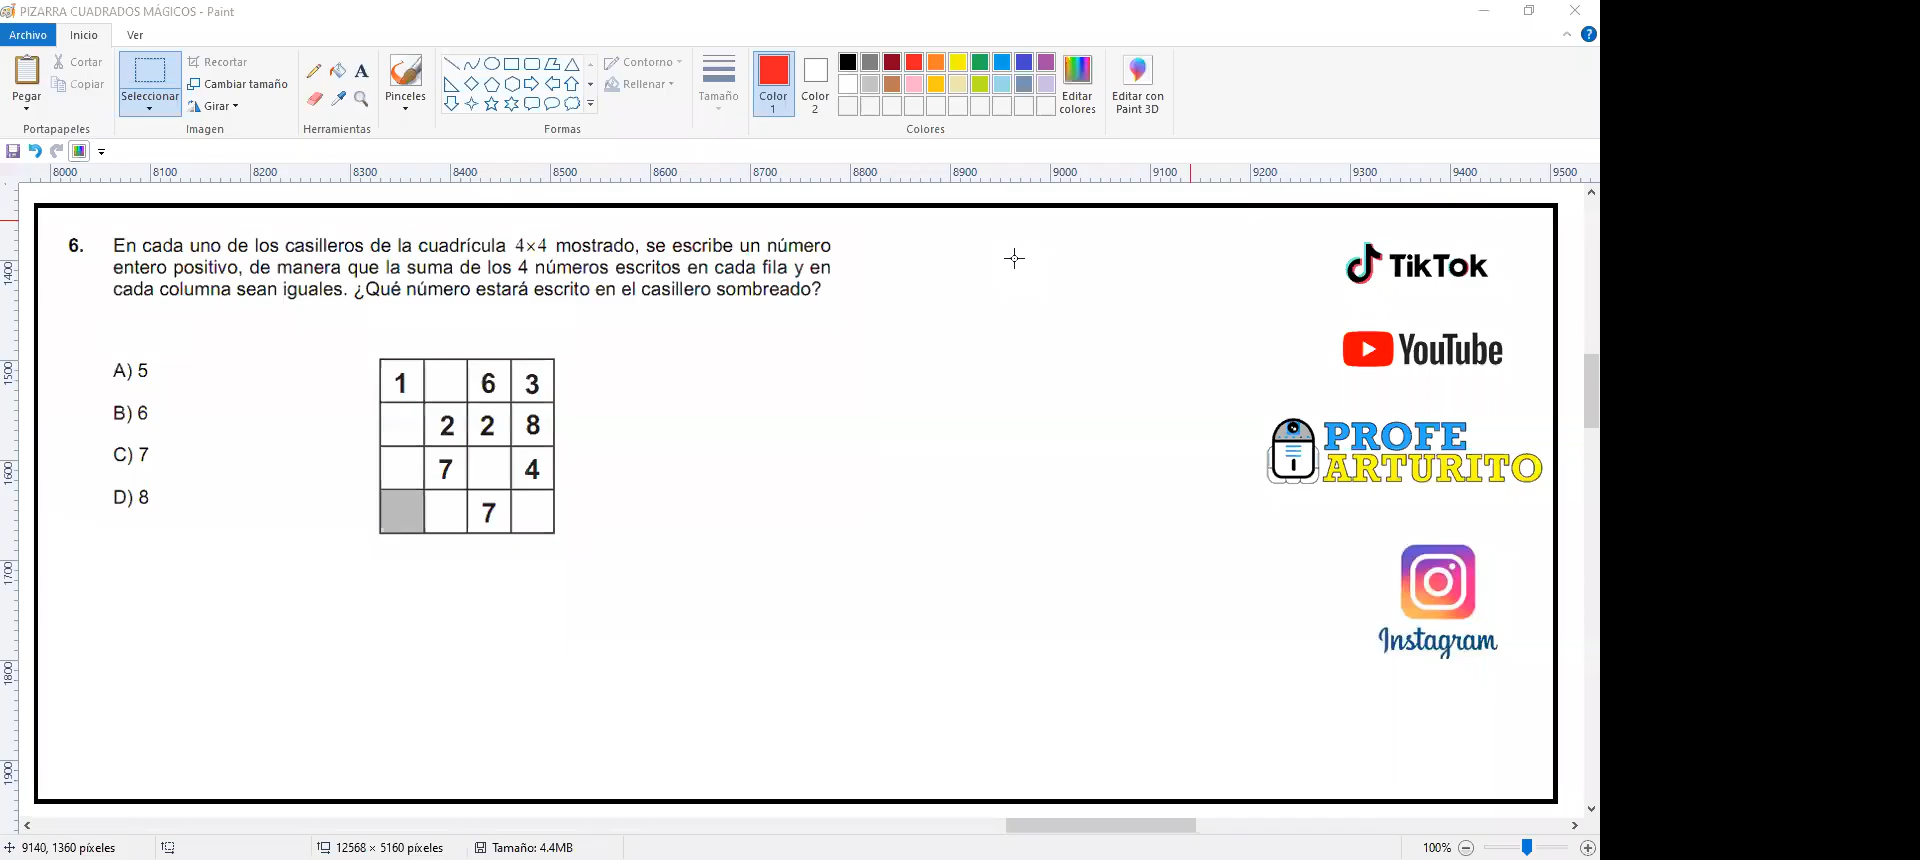 PIZARRA CUADRADOS MÁGICOS - Paint
Archivo Inicio Ver
Pegar
Cortar
Copiar
Portapapeles
Seleccionar
Recortar
Cambiar tamaño
Girar
Imagen
A
Herramientas
Pinceles
Contorno
Rellenar
Formas
Tamaño
Color 1
Color 2
Editar colores
Colores
Editar con Paint 3D
8000 8100 8200 8300 8400 8500 8600 8700 8800 8900 9000 9100 9200 9300 9400 9500
1400
1500
1600
1700
1800
1900
6. En cada uno de los casilleros de la cuadrícula 4×4 mostrado, se escribe un número
entero positivo, de manera que la suma de los 4 números escritos en cada fila y en
cada columna sean iguales. ¿Qué número estará escrito en el casillero sombreado?
A) 5
B) 6
C) 7
D) 8
1 6 3
2 2 8
7 4
7
TikTok
YouTube
PROFE
ARTURITO
Instagram
9140, 1360 píxeles
12568 × 5160 píxeles
Tamaño: 4.4MB
100%